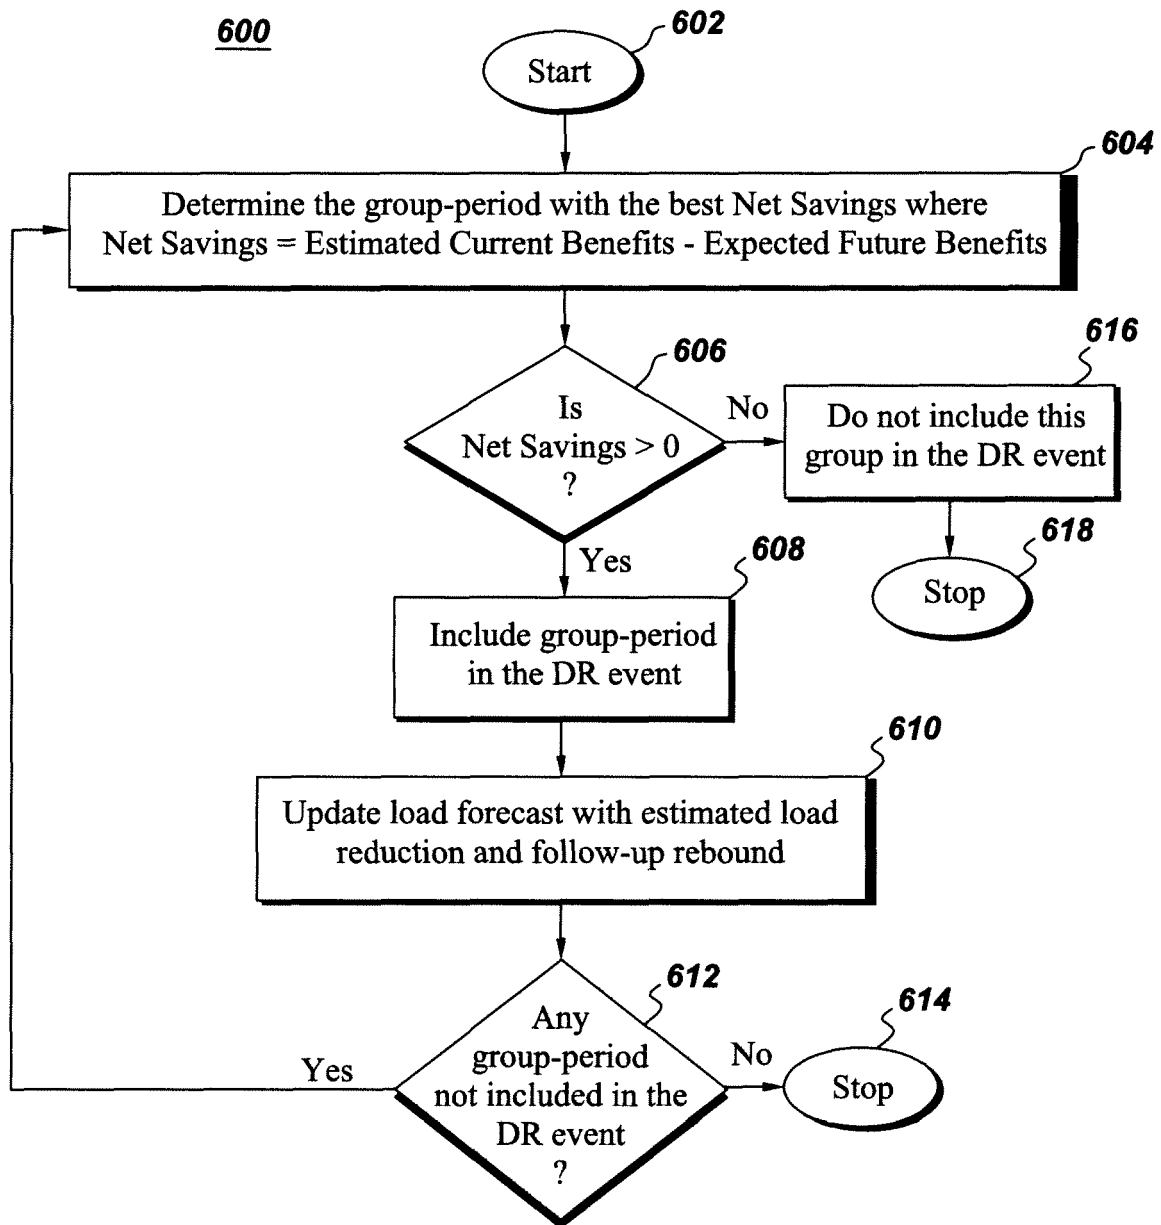 600
602
Start
604
Determine the group-period with the best Net Savings where
Net Savings = Estimated Current Benefits - Expected Future Benefits
606
Is
Net Savings > 0
?
No
616
Do not include this
group in the DR event
618
Stop
Yes
608
Include group-period
in the DR event
610
Update load forecast with estimated load
reduction and follow-up rebound
612
Any
group-period
not included in the
DR event
?
Yes
No
614
Stop